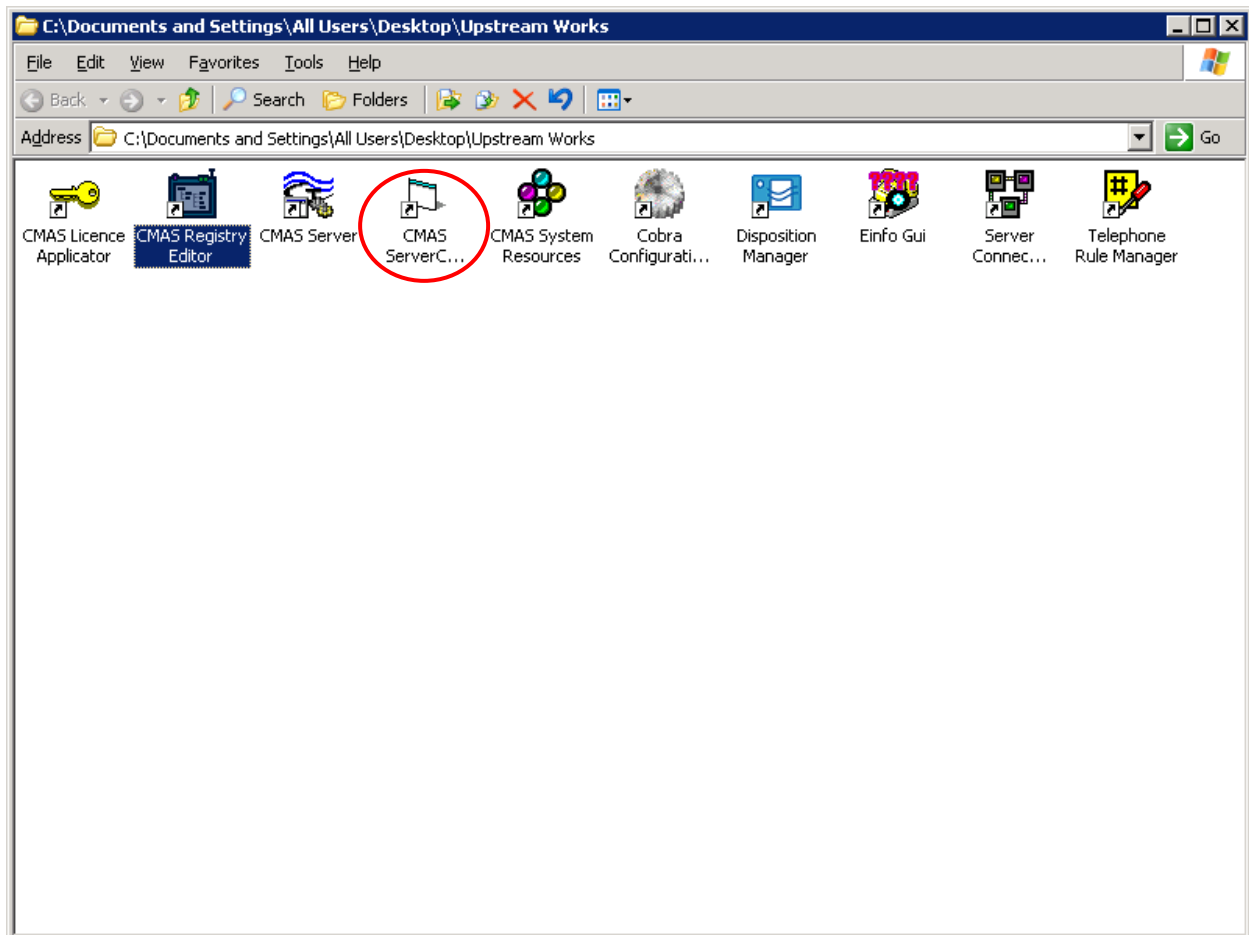 C:\Documents and Settings\All Users\Desktop\Upstream Works
File Edit View Favorites Tools Help
Back Search Folders
Address C:\Documents and Settings\All Users\Desktop\Upstream Works Go
CMAS Licence Applicator
CMAS Registry Editor
CMAS Server
CMAS ServerC...
CMAS System Resources
Cobra Configurati...
Disposition Manager
Einfo Gui
Server Connec...
Telephone Rule Manager